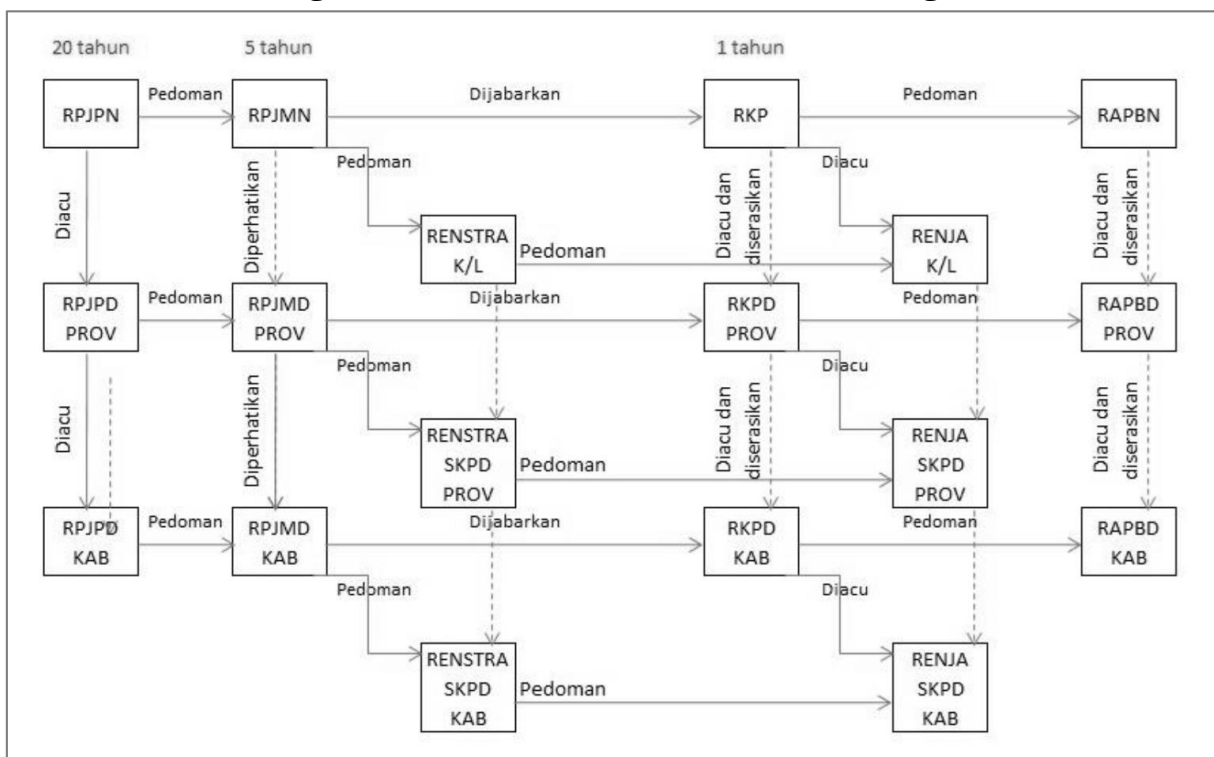 20 tahun
5 tahun
1 tahun
RPJPN
Pedoman
RPJMN
Dijabarkan
RKP
Pedoman
RAPBN
Diacu
Diperhatikan
Pedoman
Diacu dan
diserasikan
Diacu
Diacu dan
diserasikan
RENSTRA
K/L
Pedoman
RENJA
K/L
RPJPD
PROV
Pedoman
RPJMD
PROV
Dijabarkan
RKPD
PROV
Pedoman
RAPBD
PROV
Diacu
Diperhatikan
Pedoman
Diacu dan
diserasikan
Diacu
Diacu dan
diserasikan
RENSTRA
SKPD
PROV
Pedoman
RENJA
SKPD
PROV
RPJPD
KAB
Pedoman
RPJMD
KAB
Dijabarkan
RKPD
KAB
Pedoman
RAPBD
KAB
Pedoman
Diacu
RENSTRA
SKPD
KAB
Pedoman
RENJA
SKPD
KAB